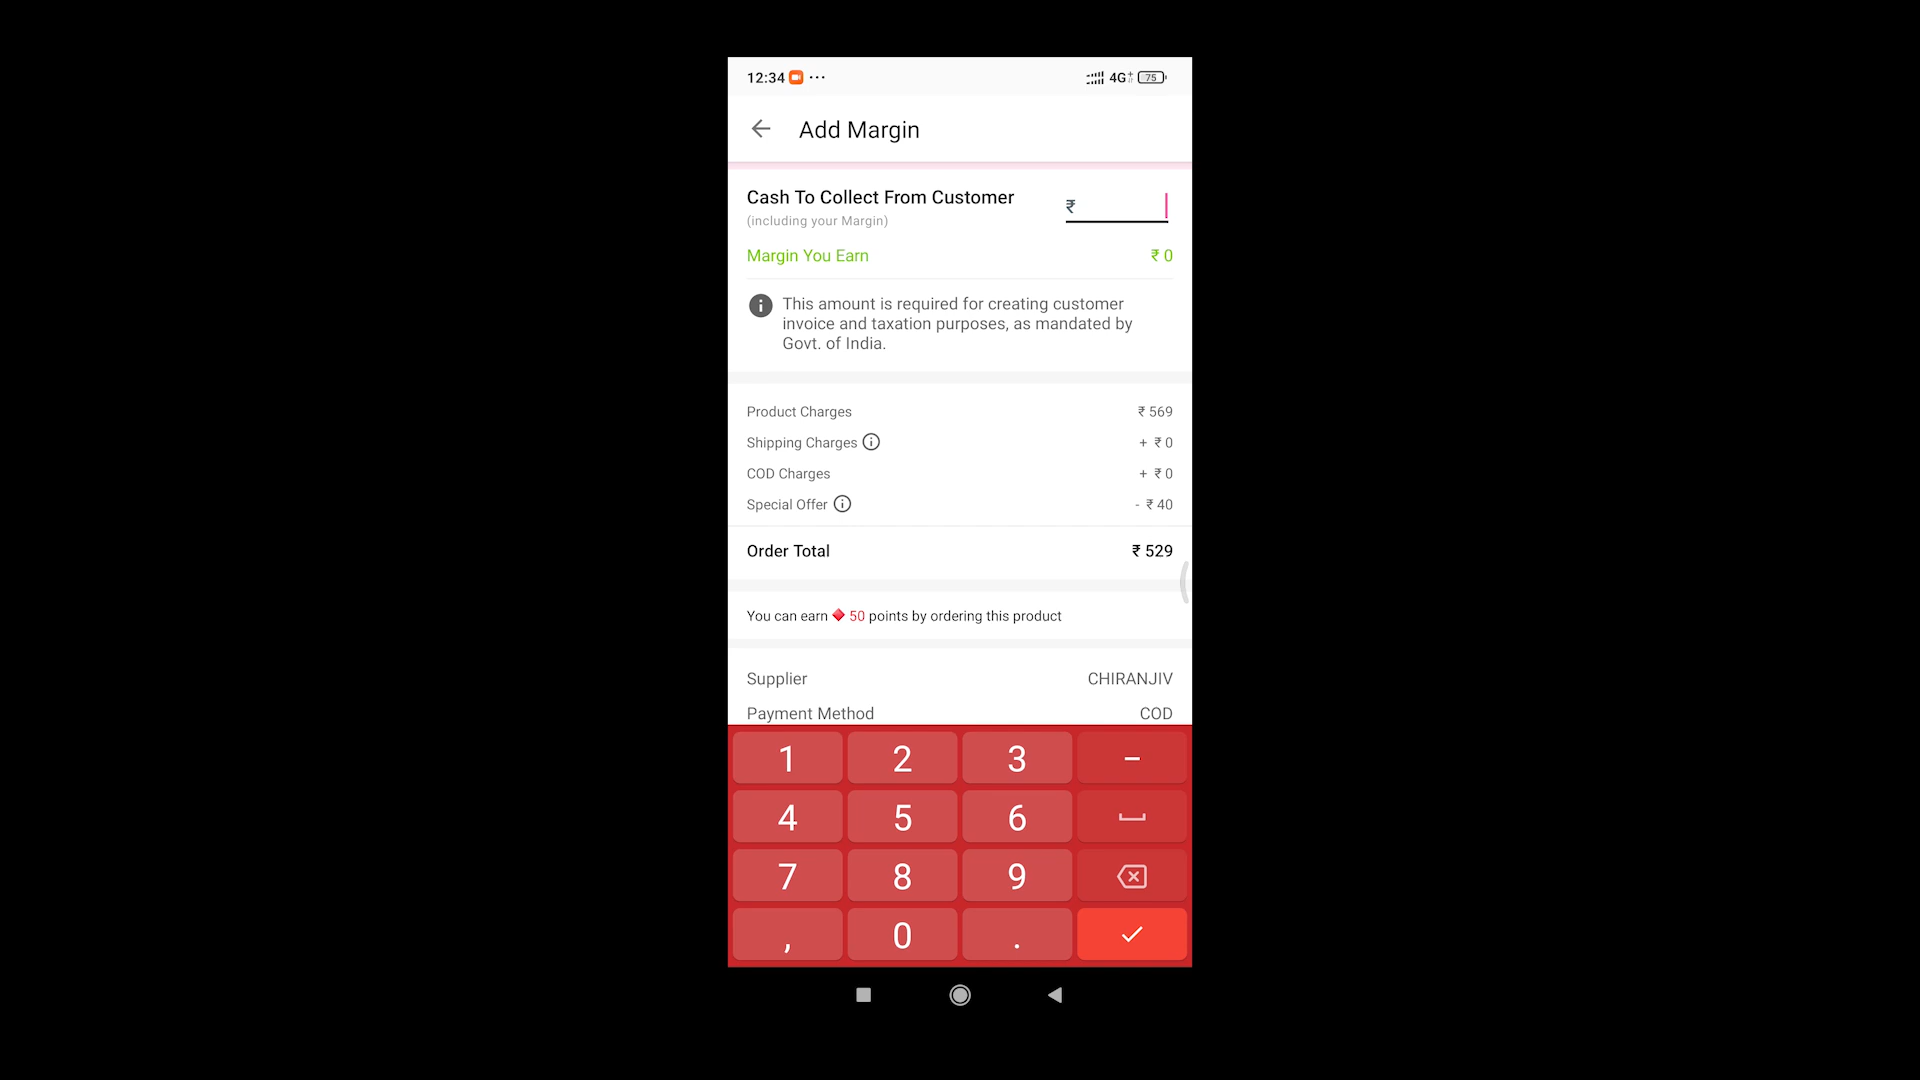 12:34 ... 4G+ 75
Add Margin
Cash To Collect From Customer ₹
(including your Margin)
Margin You Earn ₹ 0
This amount is required for creating customer
invoice and taxation purposes, as mandated by
Govt. of India.
Product Charges ₹ 569
Shipping Charges + ₹ 0
COD Charges + ₹ 0
Special Offer - ₹ 40
Order Total ₹ 529
You can earn 50 points by ordering this product
Supplier CHIRANJIV
Payment Method COD
1 2 3 –
4 5 6
7 8 9
, 0 .